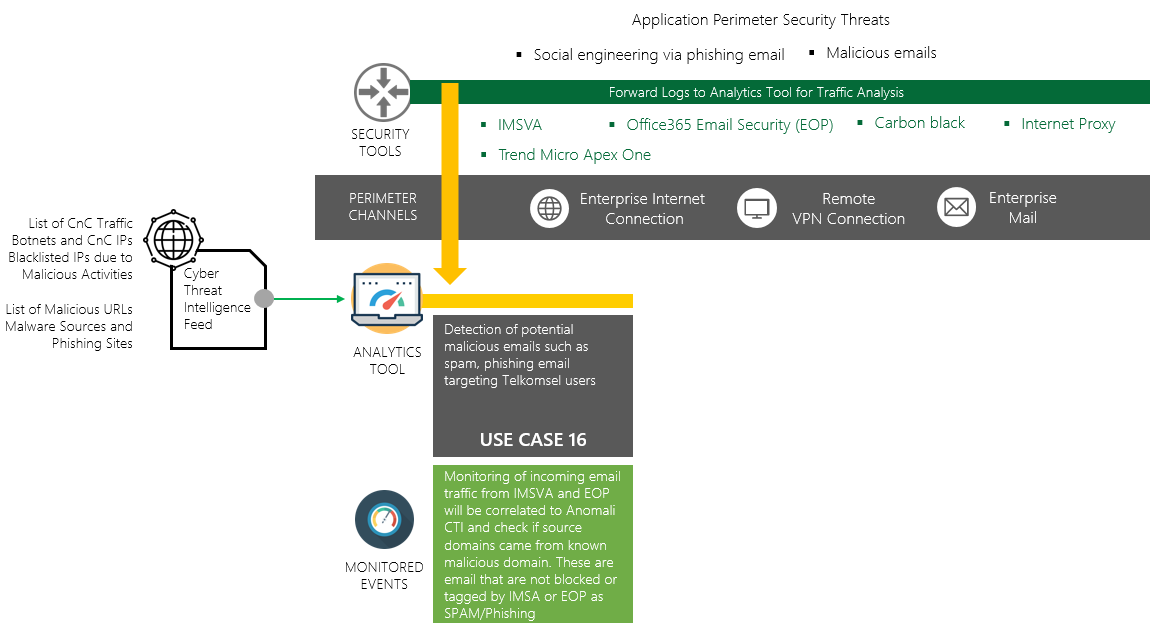 Application Perimeter Security Threats
▪ Social engineering via phishing email
▪ Malicious emails
Forward Logs to Analytics Tool for Traffic Analysis
SECURITY
TOOLS
▪ IMSVA
▪ Office365 Email Security (EOP)
▪ Carbon black
▪ Internet Proxy
▪ Trend Micro Apex One
PERIMETER
CHANNELS
Enterprise Internet
Connection
Remote
VPN Connection
Enterprise
Mail
List of CnC Traffic
Botnets and CnC IPs
Blacklisted IPs due to
Malicious Activities
List of Malicious URLs
Malware Sources and
Phishing Sites
Cyber
Threat
Intelligence
Feed
ANALYTICS
TOOL
Detection of potential
malicious emails such as
spam, phishing email
targeting Telkomsel users
USE CASE 16
MONITORED
EVENTS
Monitoring of incoming email
traffic from IMSVA and EOP
will be correlated to Anomali
CTI and check if source
domains came from known
malicious domain. These are
email that are not blocked or
tagged by IMSA or EOP as
SPAM/Phishing